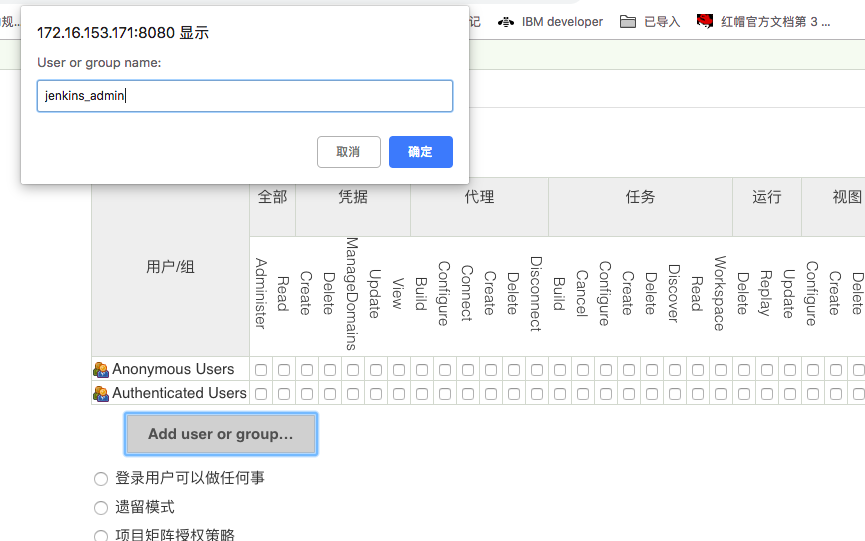 172.16.153.171:8080 显示
User or group name:
jenkins_admin
取消
确定
记
IBM developer
已导入
红帽官方文档第 3 ...
用户/组
全部
凭据
代理
任务
运行
视图
Administer
Read
Create
Delete
ManageDomains
Update
View
Build
Configure
Connect
Create
Delete
Disconnect
Build
Cancel
Configure
Create
Delete
Discover
Read
Workspace
Delete
Replay
Update
Configure
Create
Delete
Anonymous Users
Authenticated Users
Add user or group...
登录用户可以做任何事
遗留模式
项目矩阵授权策略